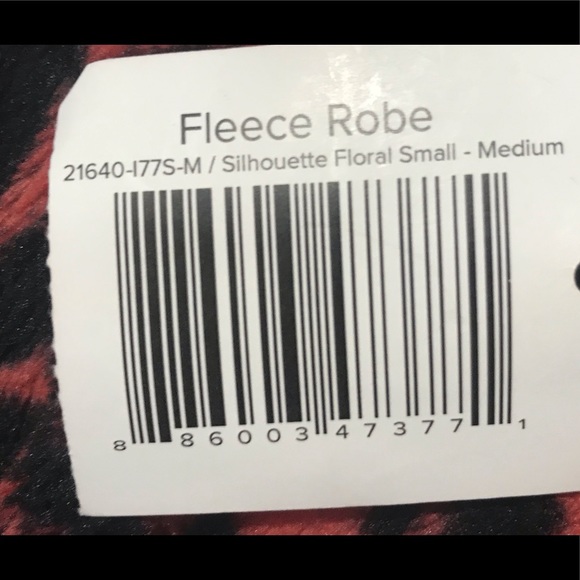 Fleece Robe
21640-I77S-M / Silhouette Floral Small - Medium
8 86003 47377 1